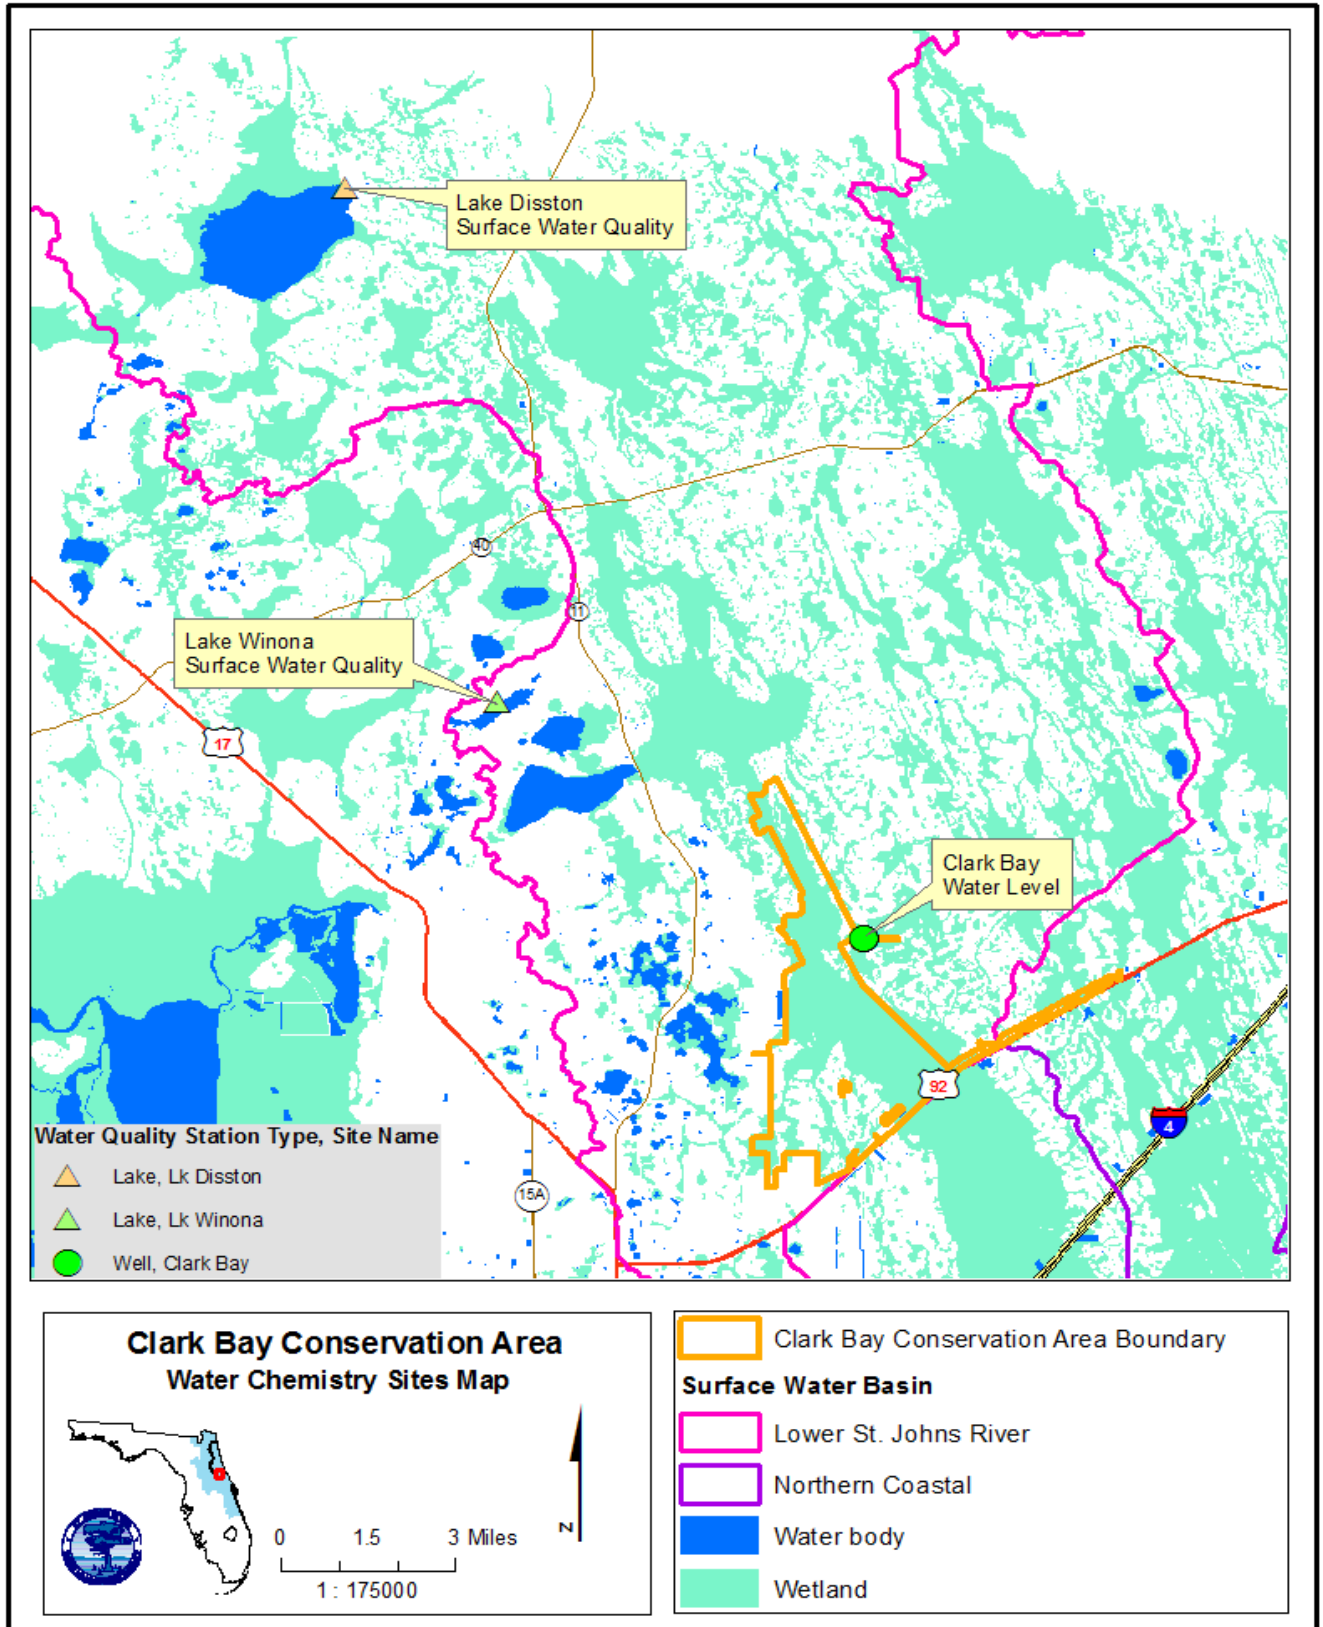 Lake Disston
Surface Water Quality
40
11
Lake Winona
Surface Water Quality
17
Clark Bay
Water Level
92
4
15A
Water Quality Station Type, Site Name
Lake, Lk Disston
Lake, Lk Winona
Well, Clark Bay
Clark Bay Conservation Area
Water Chemistry Sites Map
0 1.5 3 Miles
1 : 175000
N
Clark Bay Conservation Area Boundary
Surface Water Basin
Lower St. Johns River
Northern Coastal
Water body
Wetland